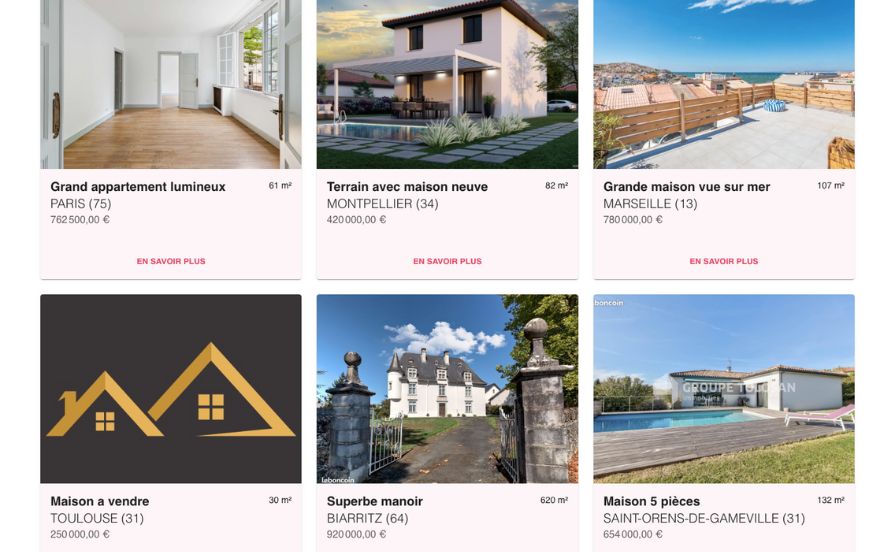 Grand appartement lumineux 61 m²
PARIS (75)
762 500,00 €
EN SAVOIR PLUS
Terrain avec maison neuve 82 m²
MONTPELLIER (34)
420 000,00 €
EN SAVOIR PLUS
Grande maison vue sur mer 107 m²
MARSEILLE (13)
780 000,00 €
EN SAVOIR PLUS
Maison a vendre 30 m²
TOULOUSE (31)
250 000,00 €
leboncoin
Superbe manoir 620 m²
BIARRITZ (64)
920 000,00 €
leboncoin
GROUPE
Maison 5 pièces 132 m²
SAINT-ORENS-DE-GAMEVILLE (31)
654 000,00 €